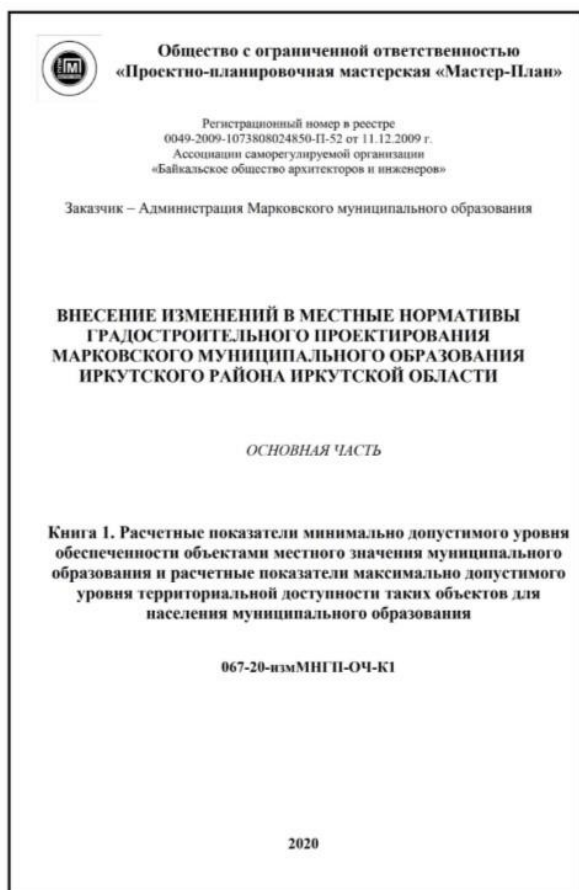 Общество с ограниченной ответственностью
«Проектно-планировочная мастерская «Мастер-План»
Регистрационный номер в реестре
0049-2009-1073808024850-П-52 от 11.12.2009 г.
Ассоциации саморегулируемой организации
«Байкальское общество архитекторов и инженеров»
Заказчик – Администрация Марковского муниципального образования
ВНЕСЕНИЕ ИЗМЕНЕНИЙ В МЕСТНЫЕ НОРМАТИВЫ
ГРАДОСТРОИТЕЛЬНОГО ПРОЕКТИРОВАНИЯ
МАРКОВСКОГО МУНИЦИПАЛЬНОГО ОБРАЗОВАНИЯ
ИРКУТСКОГО РАЙОНА ИРКУТСКОЙ ОБЛАСТИ
ОСНОВНАЯ ЧАСТЬ
Книга 1. Расчетные показатели минимально допустимого уровня
обеспеченности объектами местного значения муниципального
образования и расчетные показатели максимально допустимого
уровня территориальной доступности таких объектов для
населения муниципального образования
067-20-измМНГП-ОЧ-К1
2020